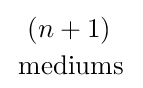 (n + 1)
mediums